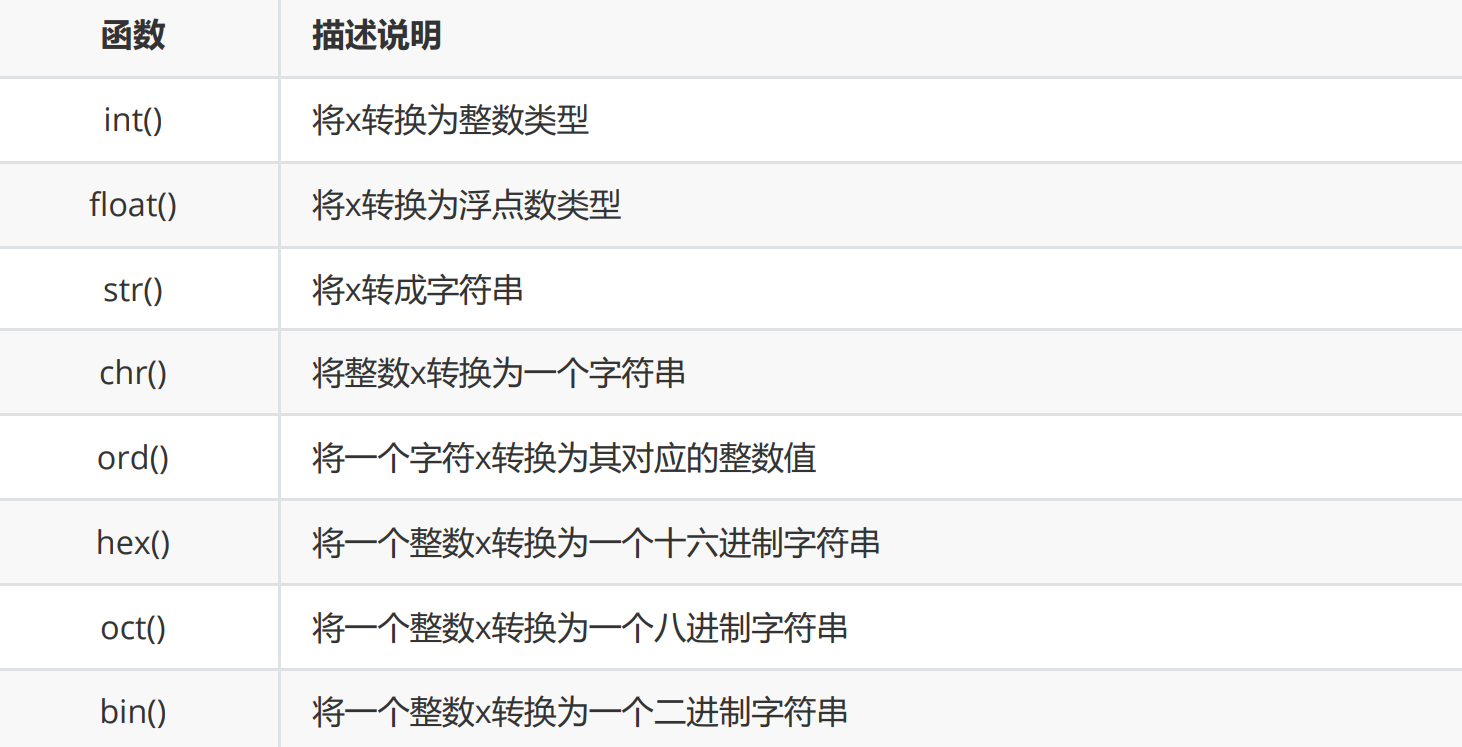 函数 描述说明
int() 将x转换为整数类型
float() 将x转换为浮点数类型
str() 将x转成字符串
chr() 将整数x转换为一个字符串
ord() 将一个字符x转换为其对应的整数值
hex() 将一个整数x转换为一个十六进制字符串
oct() 将一个整数x转换为一个八进制字符串
bin() 将一个整数x转换为一个二进制字符串